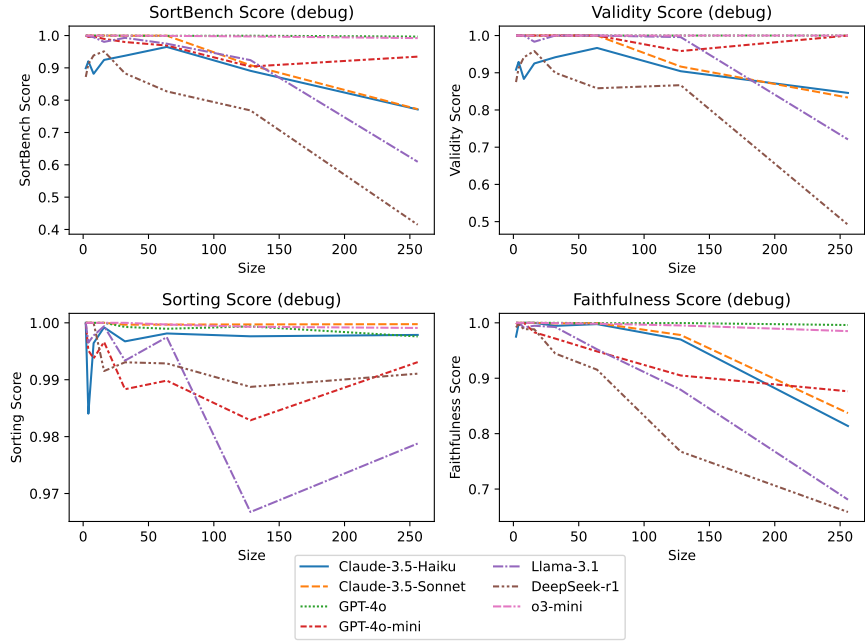 SortBench Score (debug)
1.0
0.9
0.8
0.7
0.6
0.5
0.4
SortBench Score
0
50
100
150
200
250
Size
Validity Score (debug)
1.0
0.9
0.8
0.7
0.6
0.5
Validity Score
0
50
100
150
200
250
Size
Sorting Score (debug)
1.00
0.99
0.98
0.97
Sorting Score
0
50
100
150
200
250
Size
Faithfulness Score (debug)
1.0
0.9
0.8
0.7
Faithfulness Score
0
50
100
150
200
250
Size
Claude-3.5-Haiku
Claude-3.5-Sonnet
GPT-4o
GPT-4o-mini
Llama-3.1
DeepSeek-r1
o3-mini